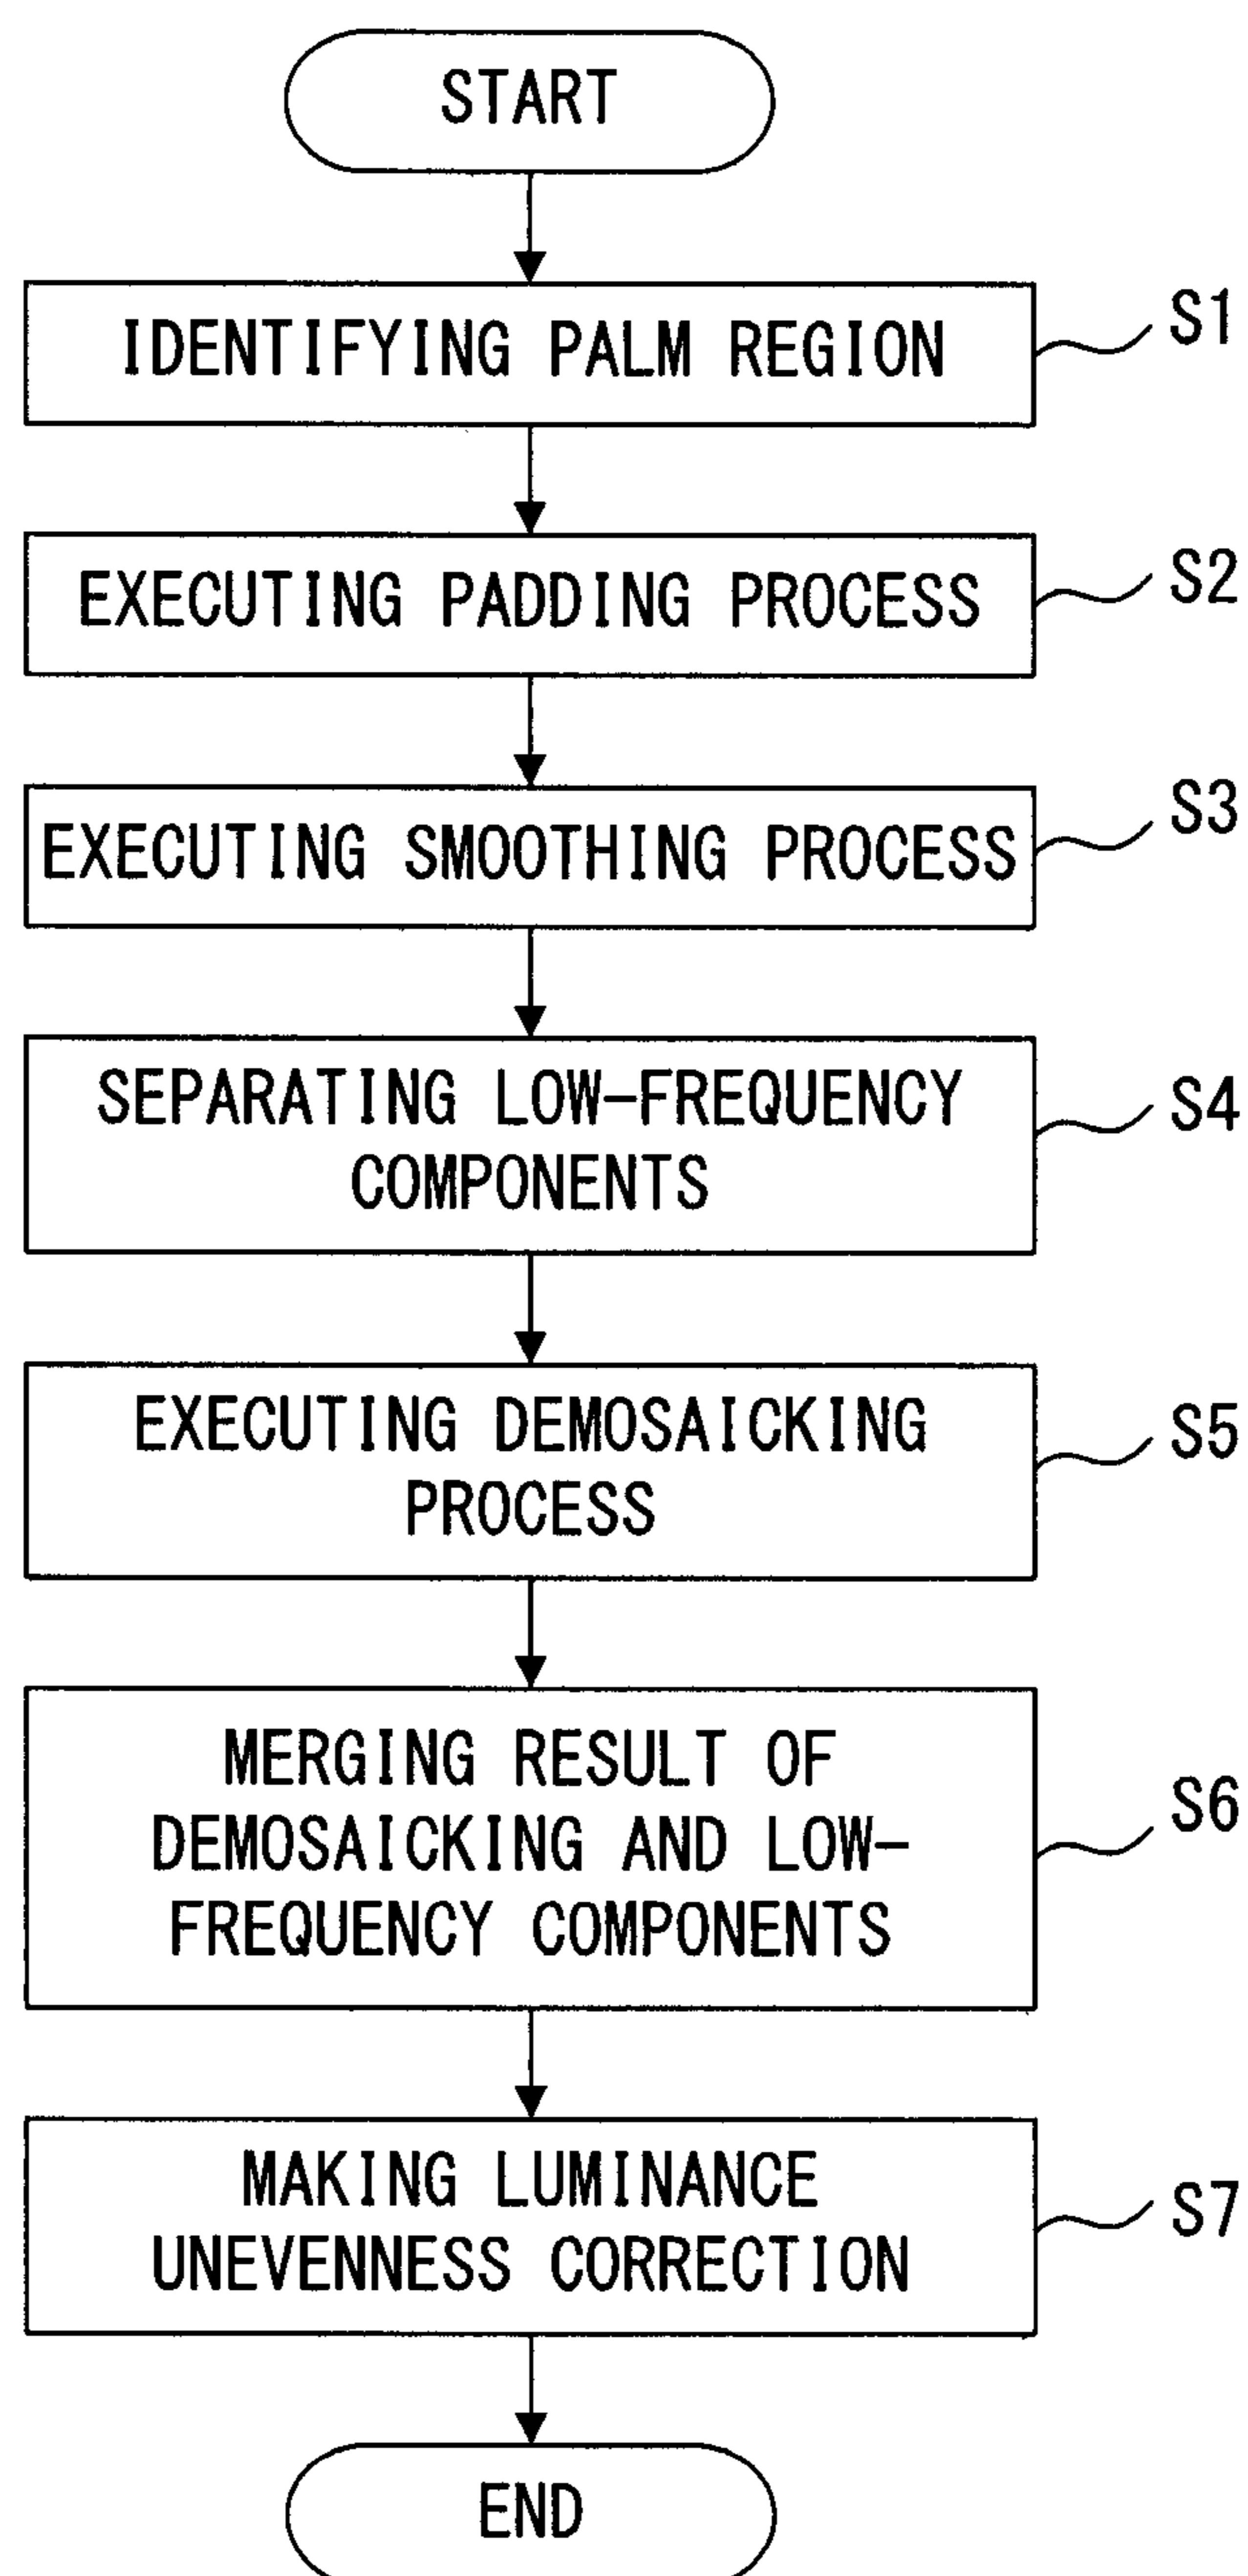 START
IDENTIFYING PALM REGION
S1
EXECUTING PADDING PROCESS
S2
EXECUTING SMOOTHING PROCESS
S3
SEPARATING LOW-FREQUENCY
COMPONENTS
S4
EXECUTING DEMOSAICKING
PROCESS
S5
MERGING RESULT OF
DEMOSAICKING AND LOW-
FREQUENCY COMPONENTS
S6
MAKING LUMINANCE
UNEVENNESS CORRECTION
S7
END